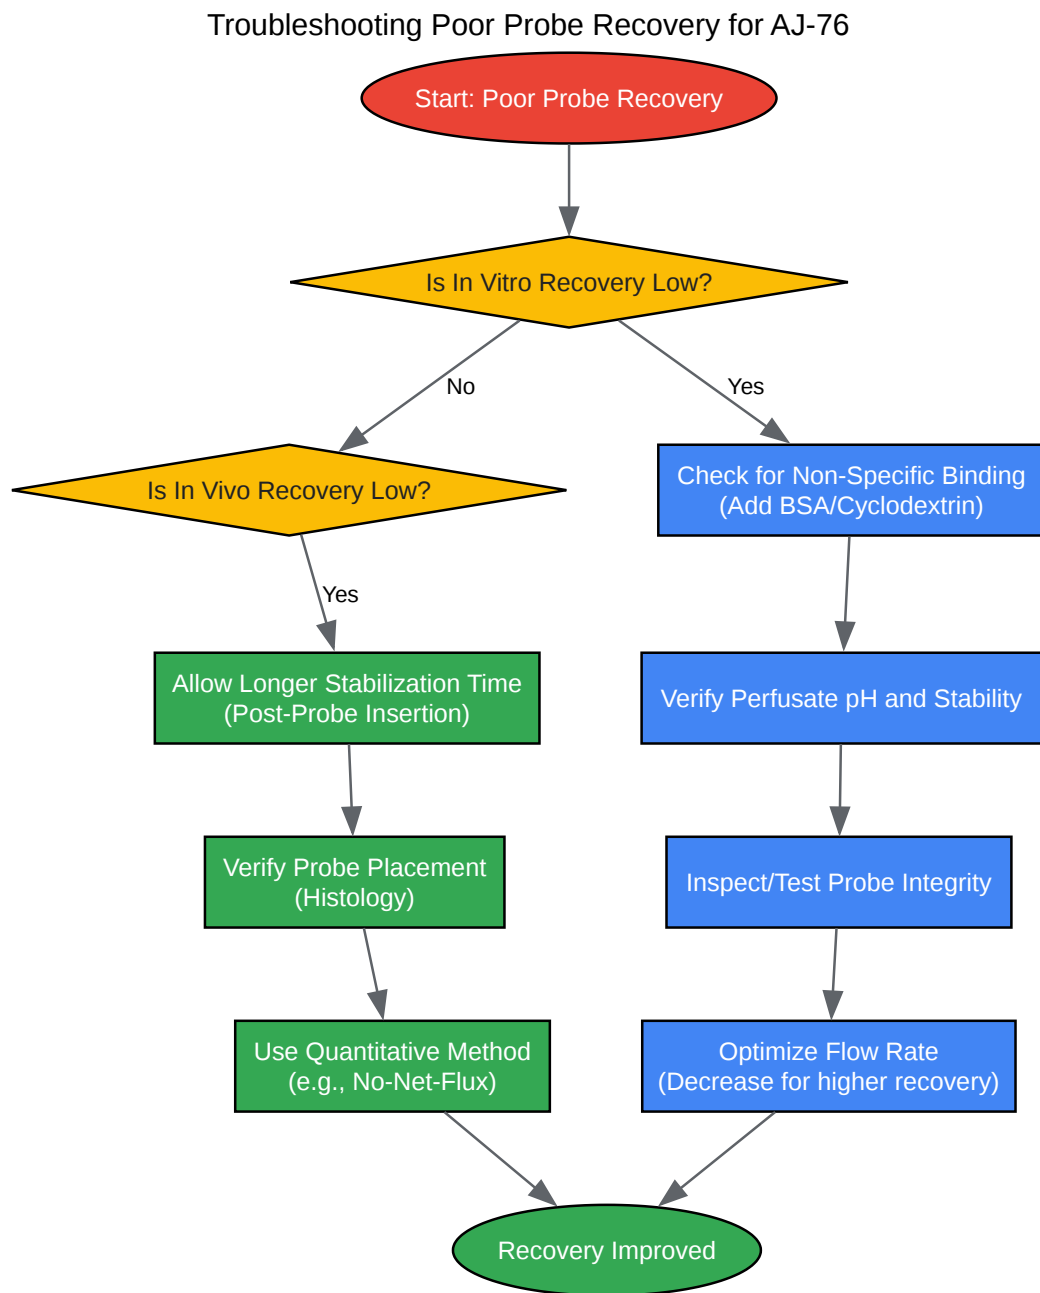 Troubleshooting Poor Probe Recovery for AJ-76
Start: Poor Probe Recovery
Is In Vitro Recovery Low?
No
Yes
Is In Vivo Recovery Low?
Check for Non-Specific Binding
(Add BSA/Cyclodextrin)
Yes
Allow Longer Stabilization Time
(Post-Probe Insertion)
Verify Perfusate pH and Stability
Verify Probe Placement
(Histology)
Inspect/Test Probe Integrity
Use Quantitative Method
(e.g., No-Net-Flux)
Optimize Flow Rate
(Decrease for higher recovery)
Recovery Improved